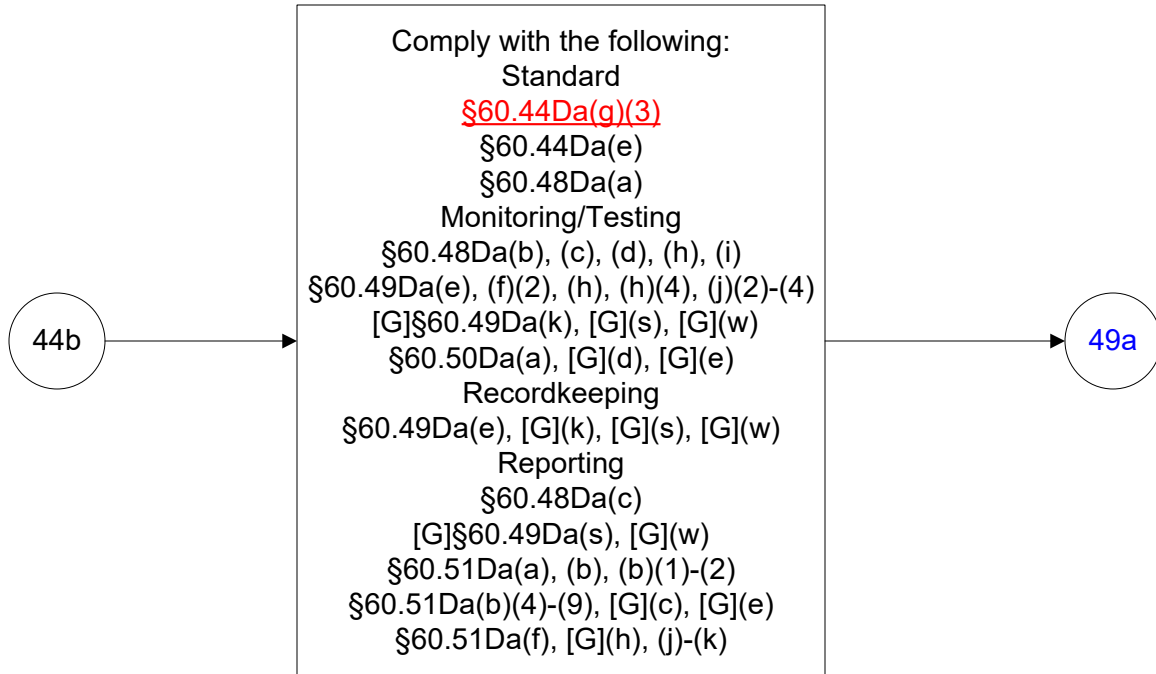 Comply with the following:
Standard
§60.44Da(g)(3)
§60.44Da(e)
§60.48Da(a)
Monitoring/Testing
§60.48Da(b), (c), (d), (h), (i)
§60.49Da(e), (f)(2), (h), (h)(4), (j)(2)-(4)
[G]§60.49Da(k), [G](s), [G](w)
§60.50Da(a), [G](d), [G](e)
Recordkeeping
§60.49Da(e), [G](k), [G](s), [G](w)
Reporting
§60.48Da(c)
[G]§60.49Da(s), [G](w)
§60.51Da(a), (b), (b)(1)-(2)
§60.51Da(b)(4)-(9), [G](c), [G](e)
§60.51Da(f), [G](h), (j)-(k)
44b
49a